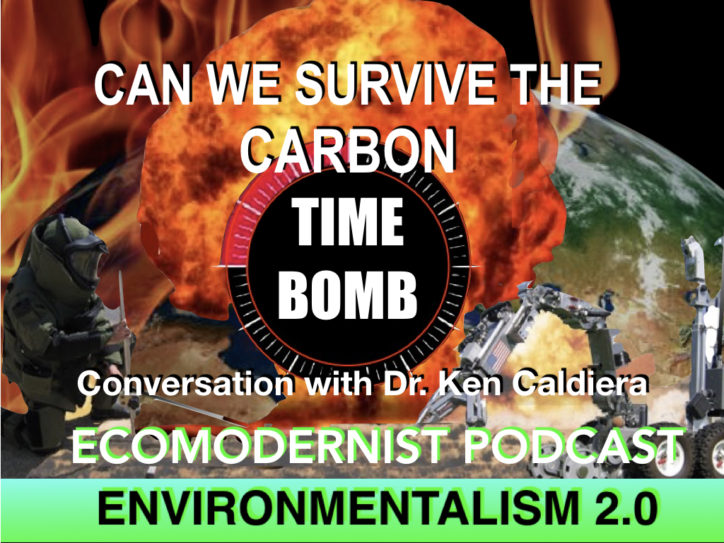 CAN WE SURVIVE THE
CARBON
TIME
BOMB
Conversation with Dr. Ken Caldiera
ECOMODERNIST PODCAST
ENVIRONMENTALISM 2.0